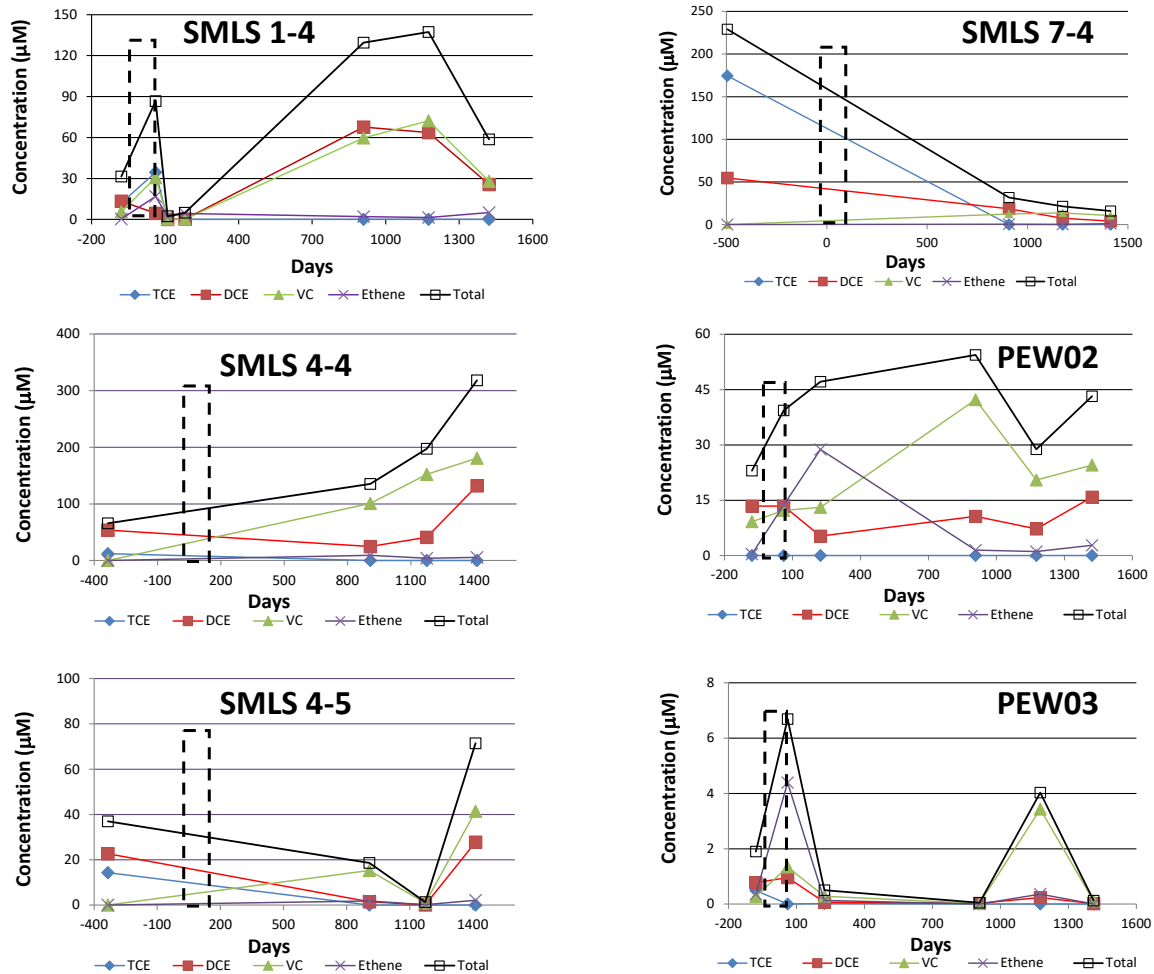 SMLS 1-4
Concentration (µM)
150
120
90
60
30
0
-200 100 400 700 1000 1300 1600
Days
TCE DCE VC Ethene Total
SMLS 7-4
Concentration (µM)
250
200
150
100
50
0
-500 0 500 1000 1500
Days
TCE DCE VC Ethene Total
SMLS 4-4
Concentration (µM)
400
300
200
100
0
-400 -100 200 500 800 1100 1400
Days
TCE DCE VC Ethene Total
PEW02
Concentration (µM)
60
45
30
15
0
-200 100 400 700 1000 1300 1600
Days
TCE DCE VC Ethene Total
SMLS 4-5
Concentration (µM)
100
80
60
40
20
0
-400 -100 200 500 800 1100 1400
Days
TCE DCE VC Ethene Total
PEW03
Concentration (µM)
8
6
4
2
0
-200 100 400 700 1000 1300
Days
TCE DCE VC Ethene Total